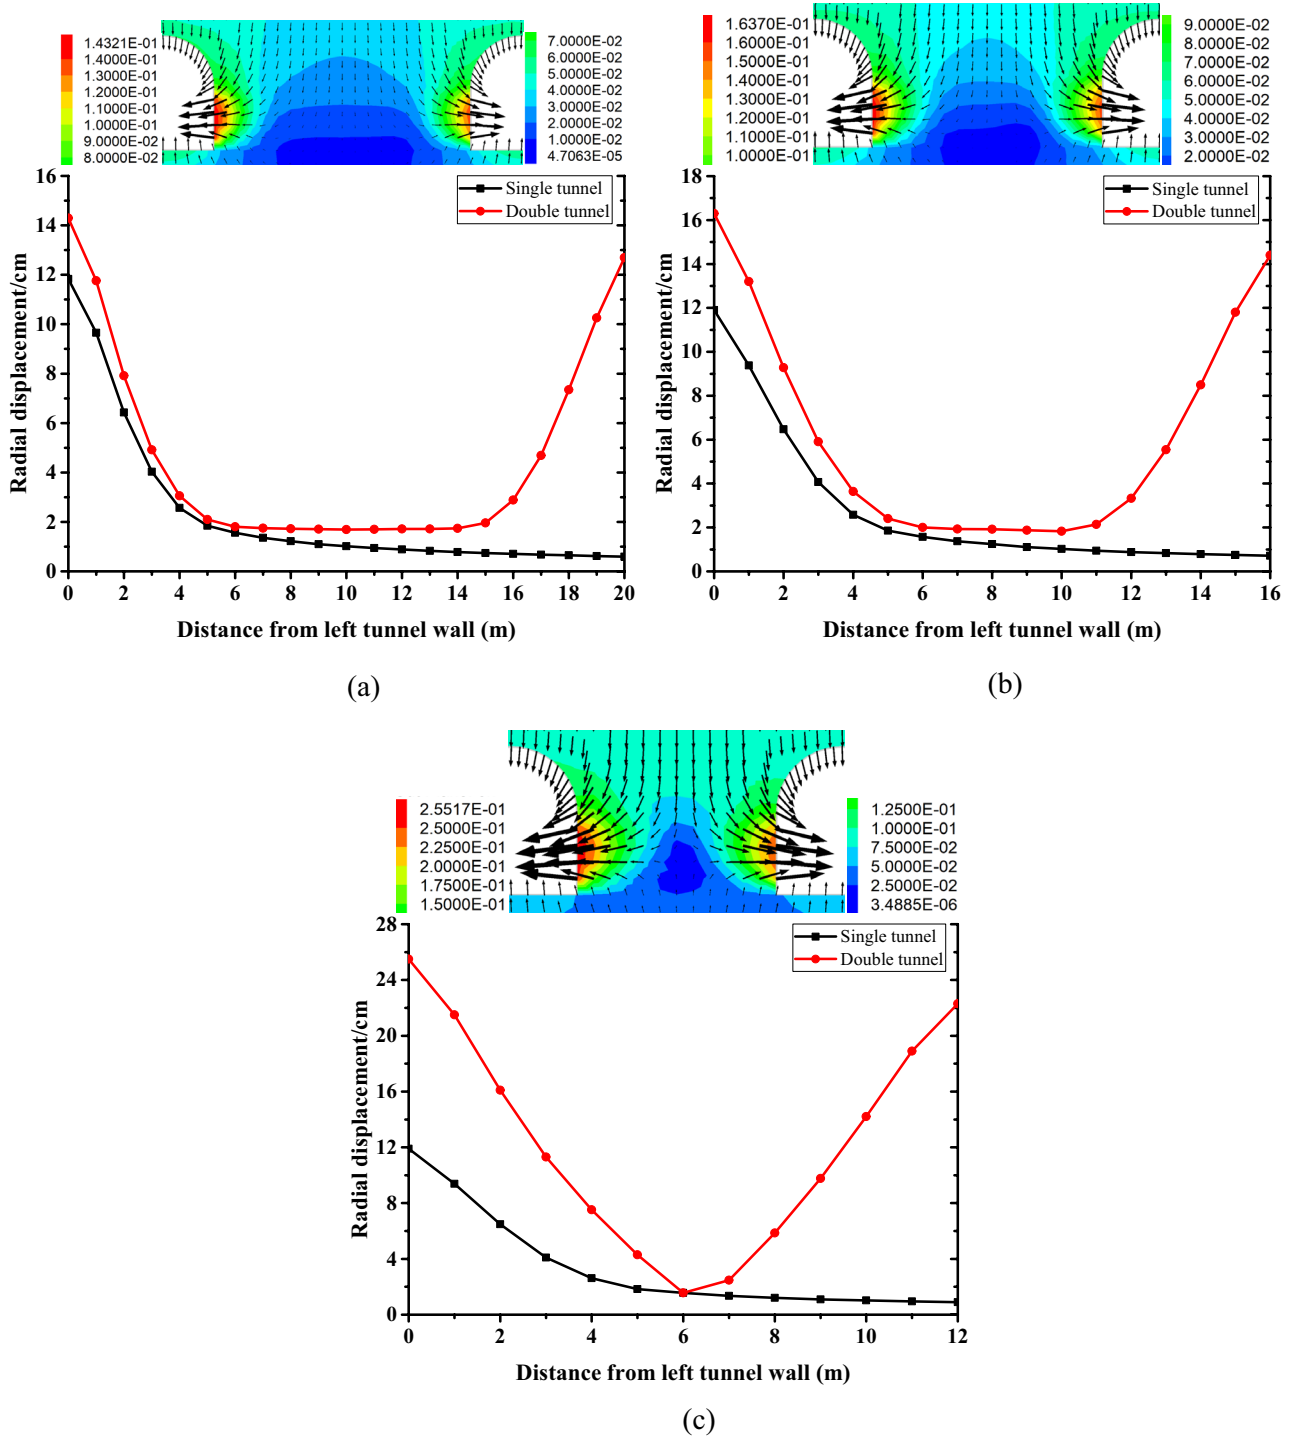 1.4321E-01
1.4000E-01
1.3000E-01
1.2000E-01
1.1000E-01
1.0000E-01
9.0000E-02
8.0000E-02
7.0000E-02
6.0000E-02
5.0000E-02
4.0000E-02
3.0000E-02
2.0000E-02
1.0000E-02
4.7063E-05
16
14
12
10
8
6
4
2
0
Radial displacement/cm
Single tunnel
Double tunnel
0 2 4 6 8 10 12 14 16 18 20
Distance from left tunnel wall (m)
(a)
1.6370E-01
1.6000E-01
1.5000E-01
1.4000E-01
1.3000E-01
1.2000E-01
1.1000E-01
1.0000E-01
9.0000E-02
8.0000E-02
7.0000E-02
6.0000E-02
5.0000E-02
4.0000E-02
3.0000E-02
2.0000E-02
18
16
14
12
10
8
6
4
2
0
Radial displacement/cm
Single tunnel
Double tunnel
0 2 4 6 8 10 12 14 16
Distance from left tunnel wall (m)
(b)
2.5517E-01
2.5000E-01
2.2500E-01
2.0000E-01
1.7500E-01
1.5000E-01
1.2500E-01
1.0000E-01
7.5000E-02
5.0000E-02
2.5000E-02
3.4885E-06
28
24
20
16
12
8
4
0
Radial displacement/cm
Single tunnel
Double tunnel
0 2 4 6 8 10 12
Distance from left tunnel wall (m)
(c)